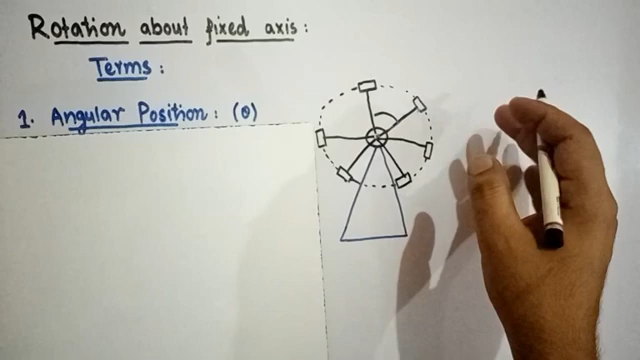 Rotation about fixed axis :
Terms :
1. Angular Position : (θ)